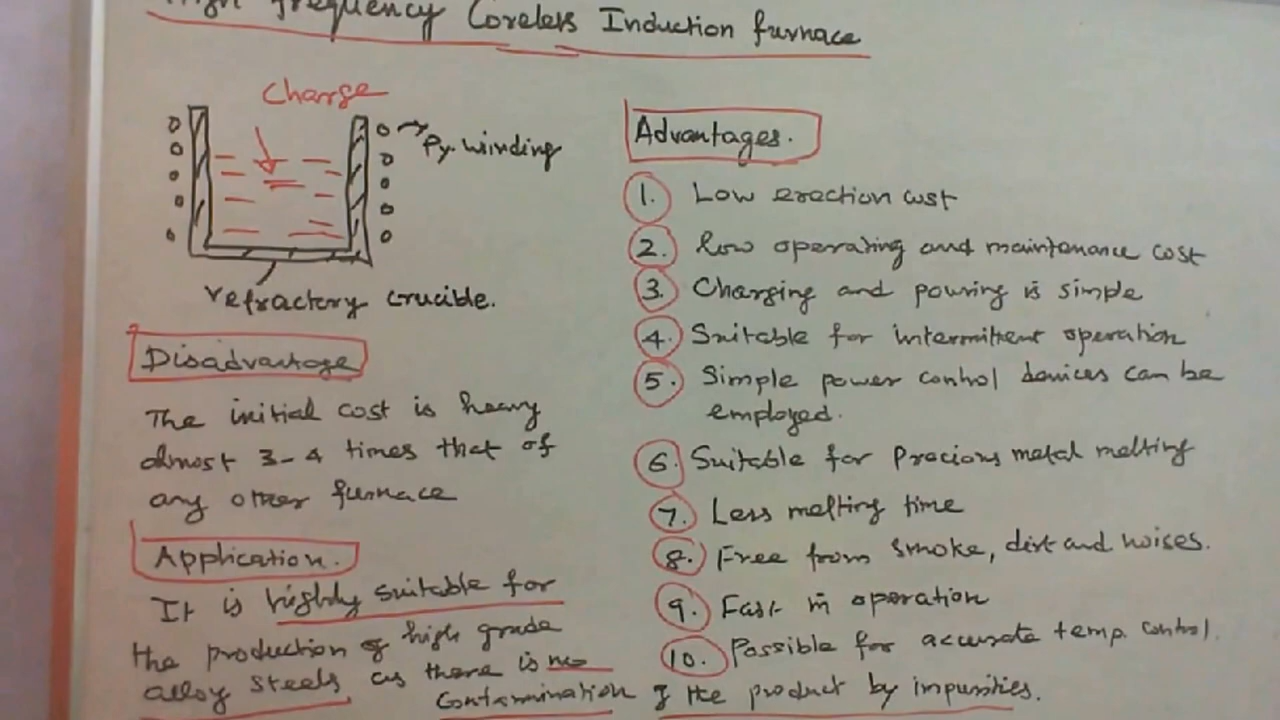 High Frequency Coreless Induction furnace
Charge
Py. winding
refractory crucible.
Disadvantage
The initial cost is heavy
almost 3-4 times that of
any other furnace
Application.
It is highly suitable for
the production of high grade
alloy steels as there is no
contamination of the product by impurities.
Advantages.
1. Low erection cost
2. low operating and maintenance cost
3. Charging and pouring is simple
4. Suitable for intermittent operation
5. Simple power control devices can be
employed.
6. Suitable for Precious metal melting
7. Less melting time
8. Free from smoke, dirt and noises.
9. Fast in operation
10. Possible for accurate temp. control.